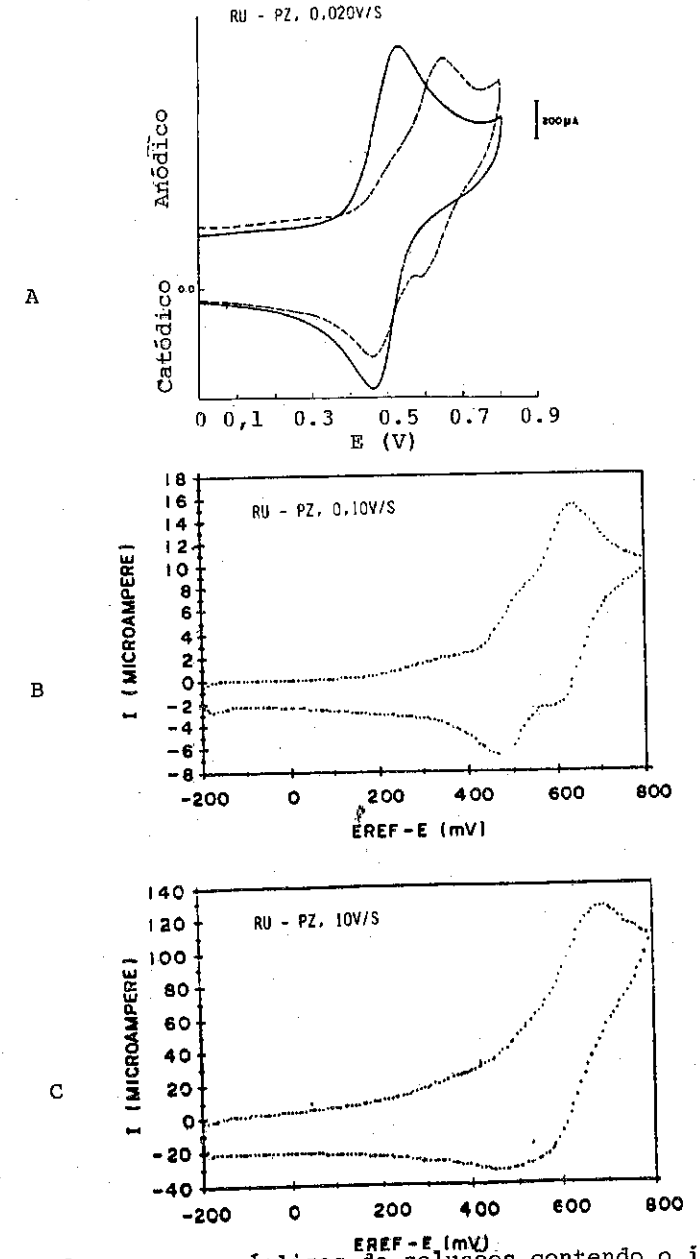 RU - PZ, 0,020V/S
Anódico
200µA
A
Catódico
0.0
0 0,1 0.3 0.5 0.7 0.9
E (V)
18
16
14
12
10
8
6
4
2
0
-2
-4
-6
-8
RU - PZ, 0,10V/S
I (MICROAMPERE)
B
-200 0 200 400 600 800
EREF-E (mV)
140
120
100
80
60
40
20
0
-20
-40
RU - PZ, 10V/S
I (MICROAMPERE)
C
-200 0 200 400 600 800
EREF-E (mV)
de soluções contendo o